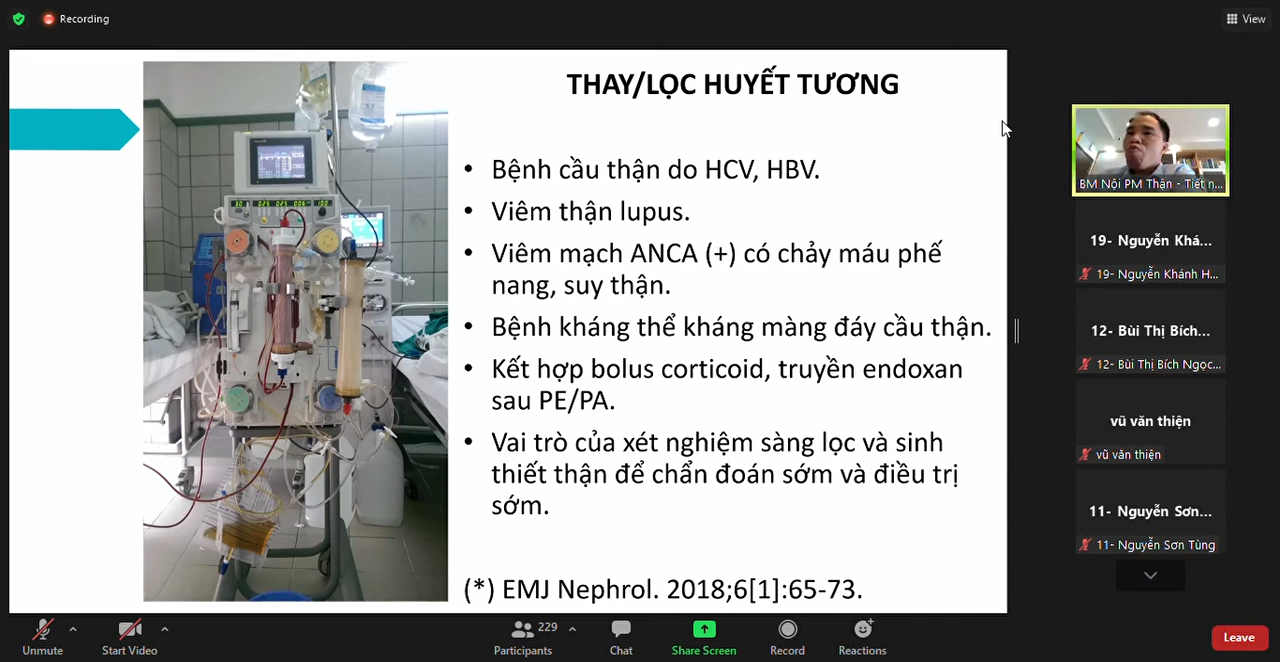 Recording
View
THAY/LỌC HUYẾT TƯƠNG
• Bệnh cầu thận do HCV, HBV.
• Viêm thận lupus.
• Viêm mạch ANCA (+) có chảy máu phế
nang, suy thận.
• Bệnh kháng thể kháng màng đáy cầu thận.
• Kết hợp bolus corticoid, truyền endoxan
sau PE/PA.
• Vai trò của xét nghiệm sàng lọc và sinh
thiết thận để chẩn đoán sớm và điều trị
sớm.
(*) EMJ Nephrol. 2018;6[1]:65-73.
BM Nội PM Thận - Tiết n...
19- Nguyễn Khá...
19- Nguyễn Khánh H...
12- Bùi Thị Bích...
12- Bùi Thị Bích Ngọc...
vũ văn thiện
vũ văn thiện
11- Nguyễn Sơn...
11- Nguyễn Sơn Tùng
Unmute
Start Video
229
Participants
Chat
Share Screen
Record
Reactions
Leave